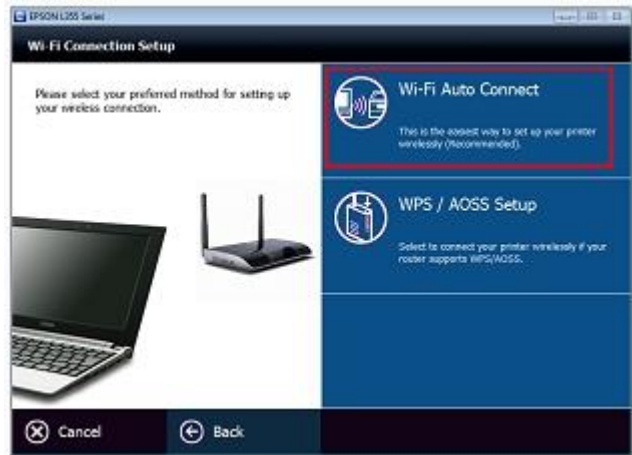 EPSON L355 Series
Wi-Fi Connection Setup
Please select your preferred method for setting up
your wireless connection.
Wi-Fi Auto Connect
This is the easiest way to set up your printer
wirelessly (Recommended).
WPS / AOSS Setup
Select to connect your printer wirelessly if your
router supports WPS/AOSS.
Cancel
Back